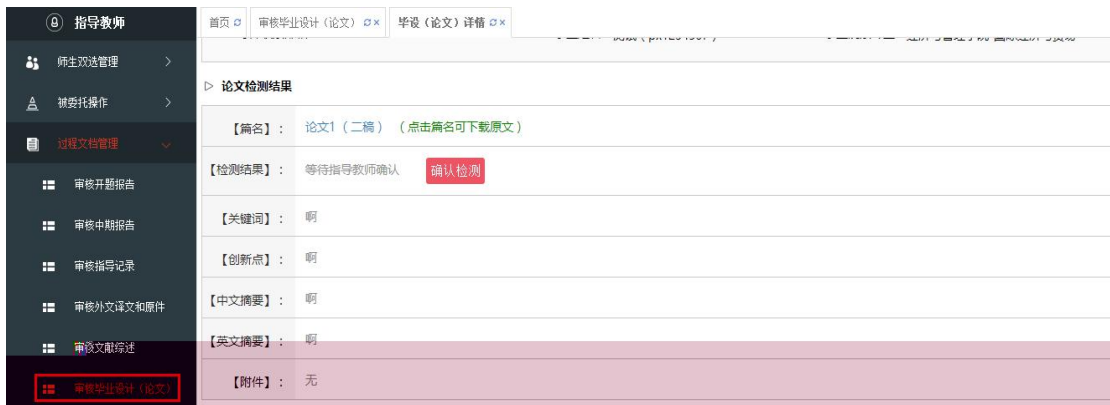 指导教师
首页 审核毕业设计（论文） × 毕设（论文）详情 ×
师生双选管理
▷ 论文检测结果
被委托操作
【篇名】： 论文1（二稿） （点击篇名可下载原文）
过程文档管理
【检测结果】： 等待指导教师确认 确认检测
审核开题报告
【关键词】： 啊
审核中期报告
【创新点】： 啊
审核指导记录
【中文摘要】： 啊
审核外文译文和原件
【英文摘要】： 啊
审核文献综述
【附件】： 无
审核毕业设计（论文）